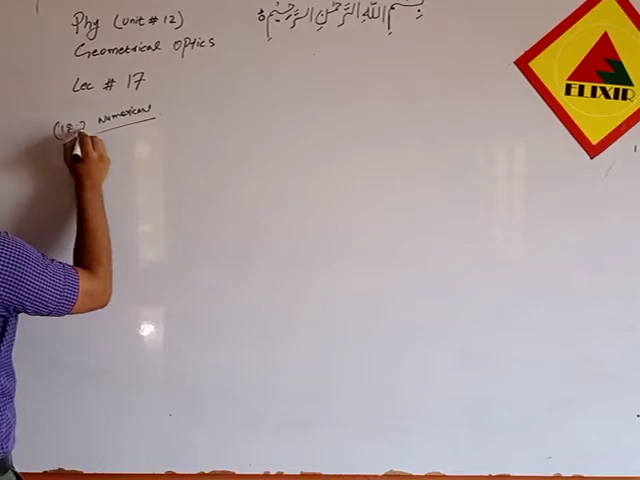 بِسْمِ اللّٰهِ الرَّحْمٰنِ الرَّحِيْمِ
Phy (Unit # 12)
Geometrical Optics
Lec # 17
Numerical
ELIXIR